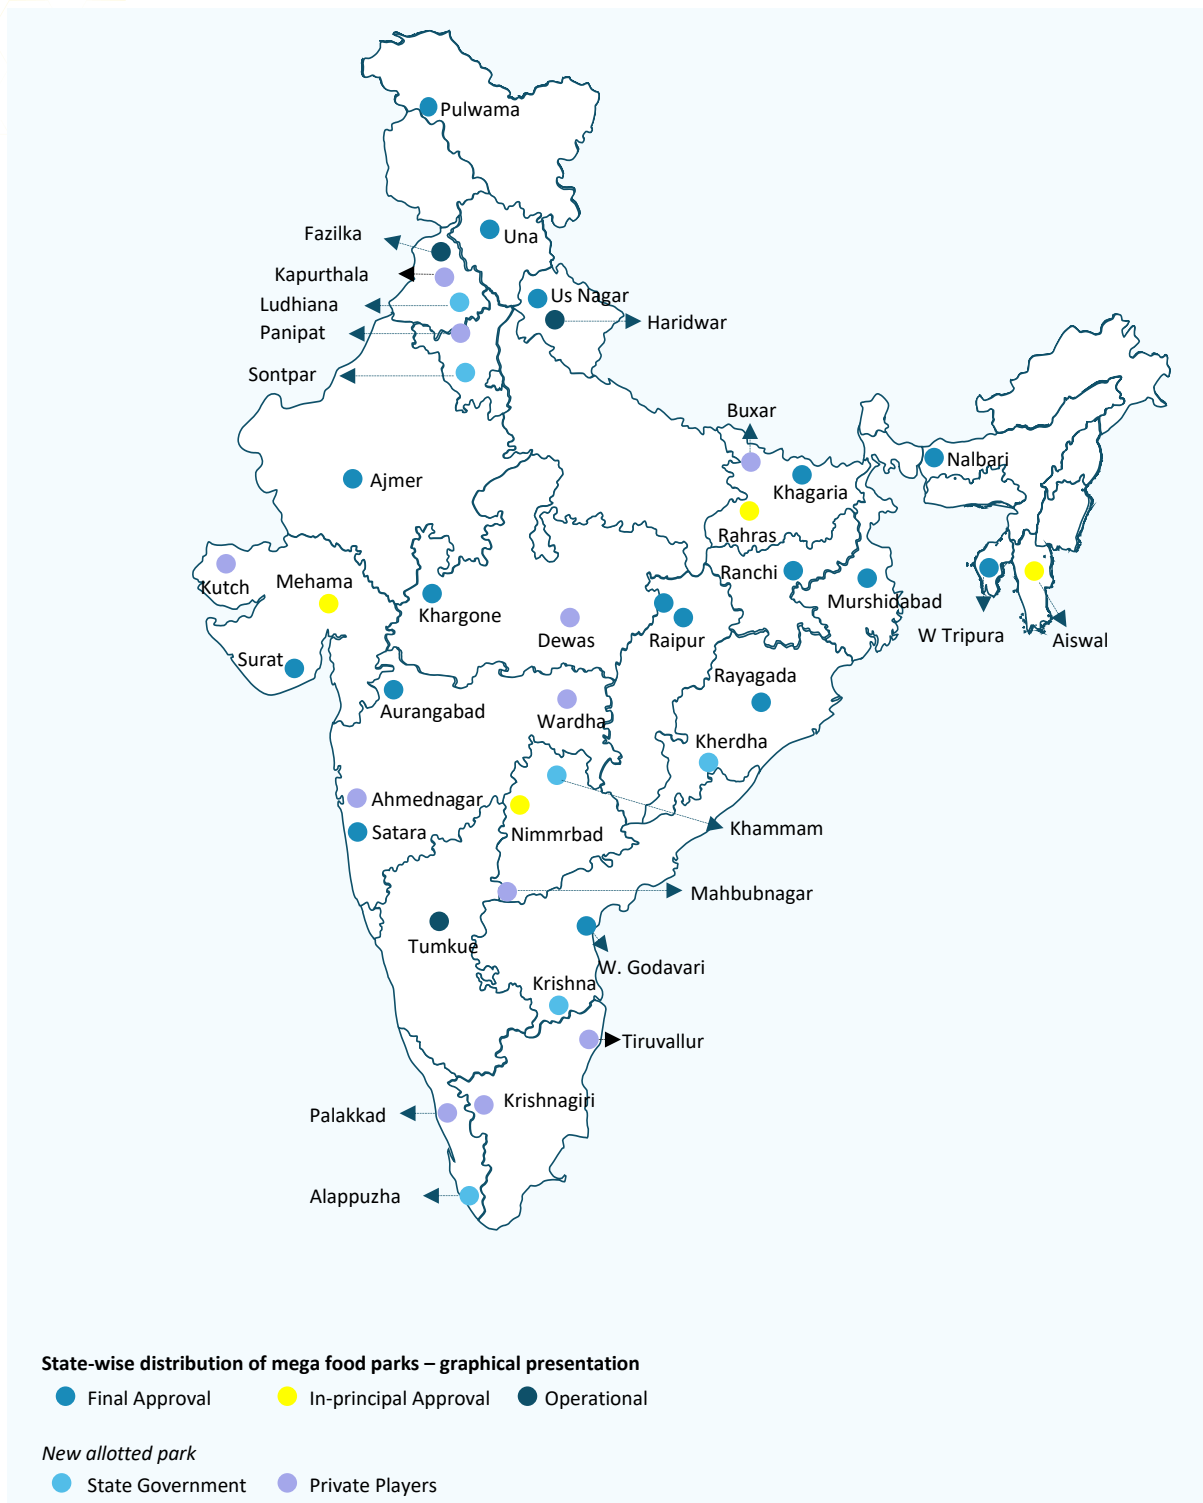 Pulwama
Fazilka
Una
Kapurthala
Us Nagar
Ludhiana
Haridwar
Panipat
Sontpar
Buxar
Nalbari
Ajmer
Khagaria
Rahras
Ranchi
Kutch
Mehama
Murshidabad
Khargone
Dewas
Raipur
W Tripura
Aiswal
Surat
Rayagada
Aurangabad
Wardha
Kherdha
Ahmednagar
Satara
Nimmrbad
Khammam
Mahbubnagar
Tumkue
W. Godavari
Krishna
Tiruvallur
Krishnagiri
Palakkad
Alappuzha
State-wise distribution of mega food parks – graphical presentation
Final Approval In-principal Approval Operational
New allotted park
State Government Private Players